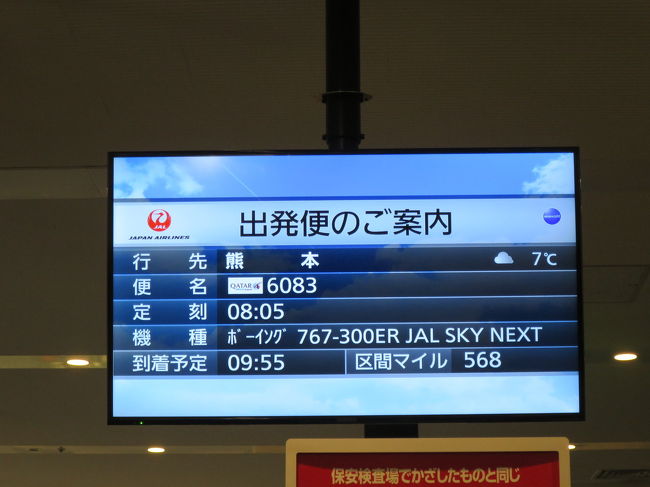 JAL
JAPAN AIRLINES
出発便のご案内
行先 熊本 7℃
便名 QATAR 6083
定刻 08:05
機種 ﾎﾞｰｲﾝｸﾞ 767-300ER JAL SKY NEXT
到着予定 09:55 区間マイル 568
保安検査場でかざしたものと同じ